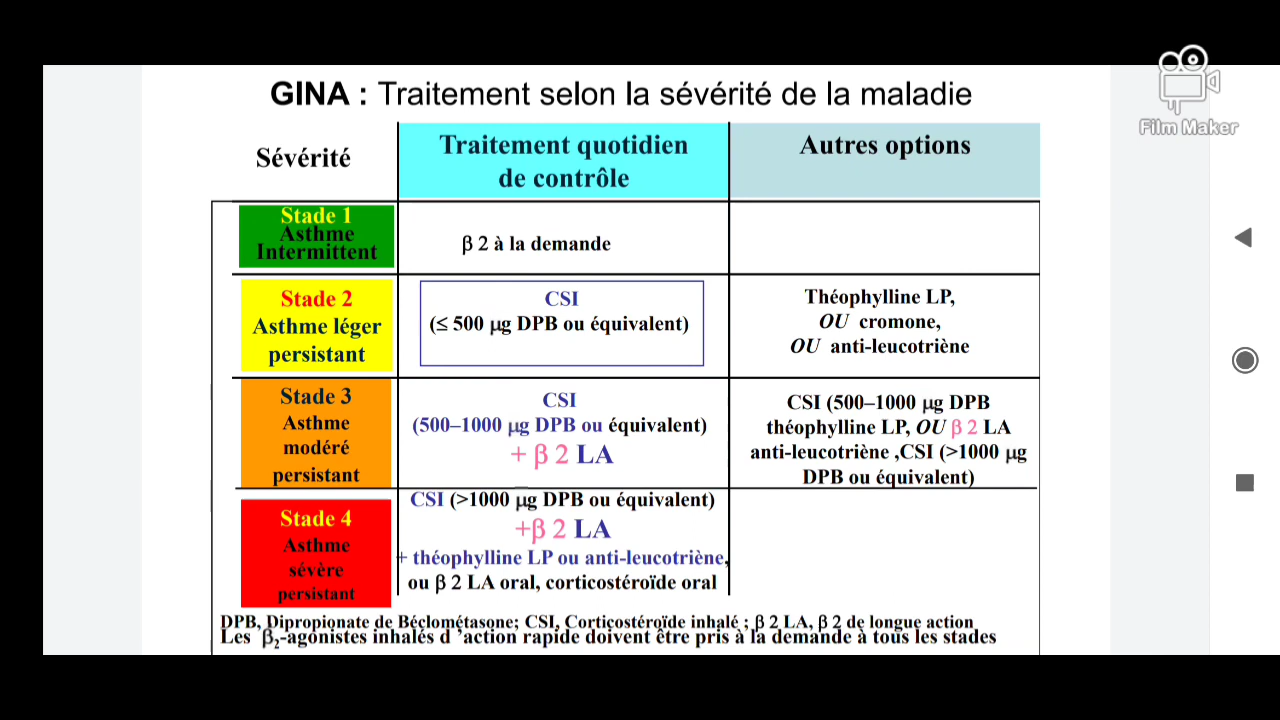 GINA : Traitement selon la sévérité de la maladie
Film Maker
Sévérité
Traitement quotidien
de contrôle
Autres options
Stade 1
Asthme
Intermittent
β 2 à la demande
Stade 2
Asthme léger
persistant
CSI
(≤ 500 µg DPB ou équivalent)
Théophylline LP,
OU cromone,
OU anti-leucotriène
Stade 3
Asthme
modéré
persistant
CSI
(500–1000 µg DPB ou équivalent)
+ β 2 LA
CSI (500–1000 µg DPB
théophylline LP, OU β 2 LA
anti-leucotriène ,CSI (>1000 µg
DPB ou équivalent)
Stade 4
Asthme
sévère
persistant
CSI (>1000 µg DPB ou équivalent)
+β 2 LA
+ théophylline LP ou anti-leucotriène,
ou β 2 LA oral, corticostéroïde oral
DPB, Dipropionate de Béclométasone; CSI, Corticostéroïde inhalé ; β 2 LA, β 2 de longue action
Les β₂-agonistes inhalés d ’action rapide doivent être pris à la demande à tous les stades